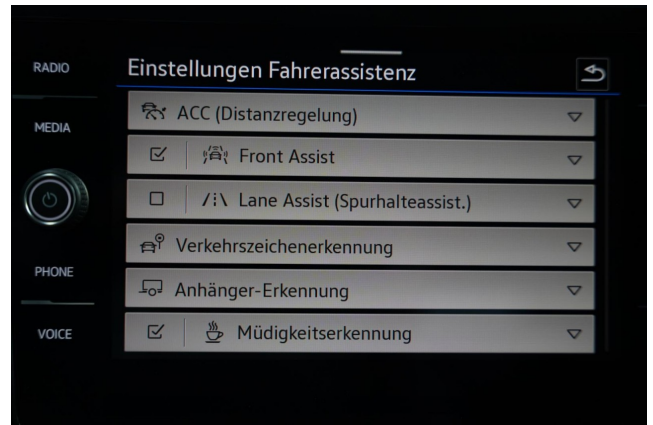 RADIO
MEDIA
PHONE
VOICE
Einstellungen Fahrerassistenz
ACC (Distanzregelung)
Front Assist
Lane Assist (Spurhalteassist.)
Verkehrszeichenerkennung
Anhänger-Erkennung
Müdigkeitserkennung